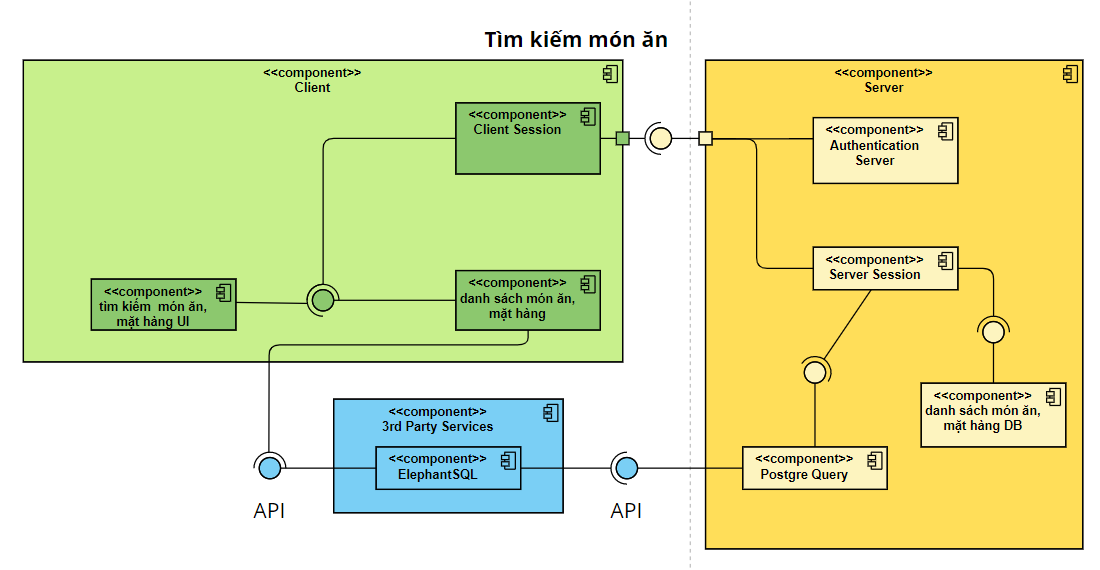 Tìm kiếm món ăn
<<component>>
Client
<<component>>
Client Session
<<component>>
tìm kiếm món ăn,
mặt hàng UI
<<component>>
danh sách món ăn,
mặt hàng
<<component>>
3rd Party Services
<<component>>
ElephantSQL
API
API
<<component>>
Server
<<component>>
Authentication
Server
<<component>>
Server Session
<<component>>
danh sách món ăn,
mặt hàng DB
<<component>>
Postgre Query